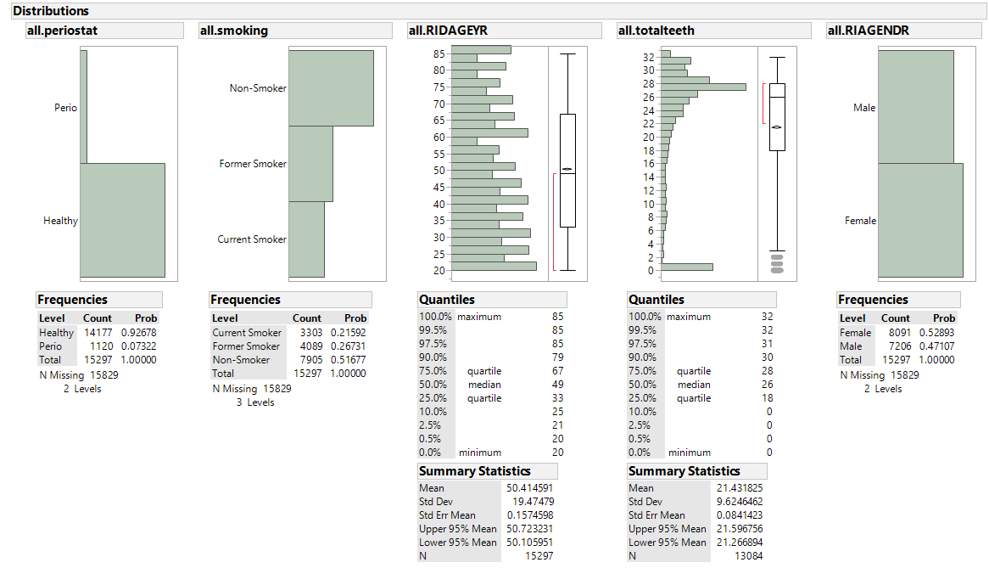 Distributions
all.periostat
Perio
Healthy
Frequencies
Level Count Prob
Healthy 14177 0.92678
Perio 1120 0.07322
Total 15297 1.00000
N Missing 15829
2 Levels
all.smoking
Non-Smoker
Former Smoker
Current Smoker
Frequencies
Level Count Prob
Current Smoker 3303 0.21592
Former Smoker 4089 0.26731
Non-Smoker 7905 0.51677
Total 15297 1.00000
N Missing 15829
3 Levels
all.RIDAGEYR
85
80
75
70
65
60
55
50
45
40
35
30
25
20
Quantiles
100.0% maximum 85
99.5% 85
97.5% 85
90.0% 79
75.0% quartile 67
50.0% median 49
25.0% quartile 33
10.0% 25
2.5% 21
0.5% 20
0.0% minimum 20
Summary Statistics
Mean 50.414591
Std Dev 19.47479
Std Err Mean 0.1574598
Upper 95% Mean 50.723231
Lower 95% Mean 50.105951
N 15297
all.totalteeth
32
30
28
26
24
22
20
18
16
14
12
10
8
6
4
2
0
Quantiles
100.0% maximum 32
99.5% 32
97.5% 31
90.0% 30
75.0% quartile 28
50.0% median 26
25.0% quartile 18
10.0% 0
2.5% 0
0.5% 0
0.0% minimum 0
Summary Statistics
Mean 21.431825
Std Dev 9.6246462
Std Err Mean 0.0841423
Upper 95% Mean 21.596756
Lower 95% Mean 21.266894
N 13084
all.RIAGENDR
Male
Female
Frequencies
Level Count Prob
Female 8091 0.52893
Male 7206 0.47107
Total 15297 1.00000
N Missing 15829
2 Levels